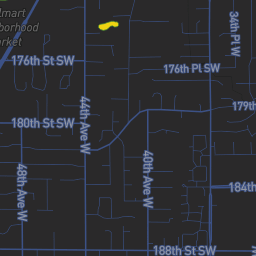 lmart
borhood
arket
34th Pl W
176th St SW
176th Pl SW
44th Ave W
179th
180th St SW
48th Ave W
40th Ave W
184th
188th St SW